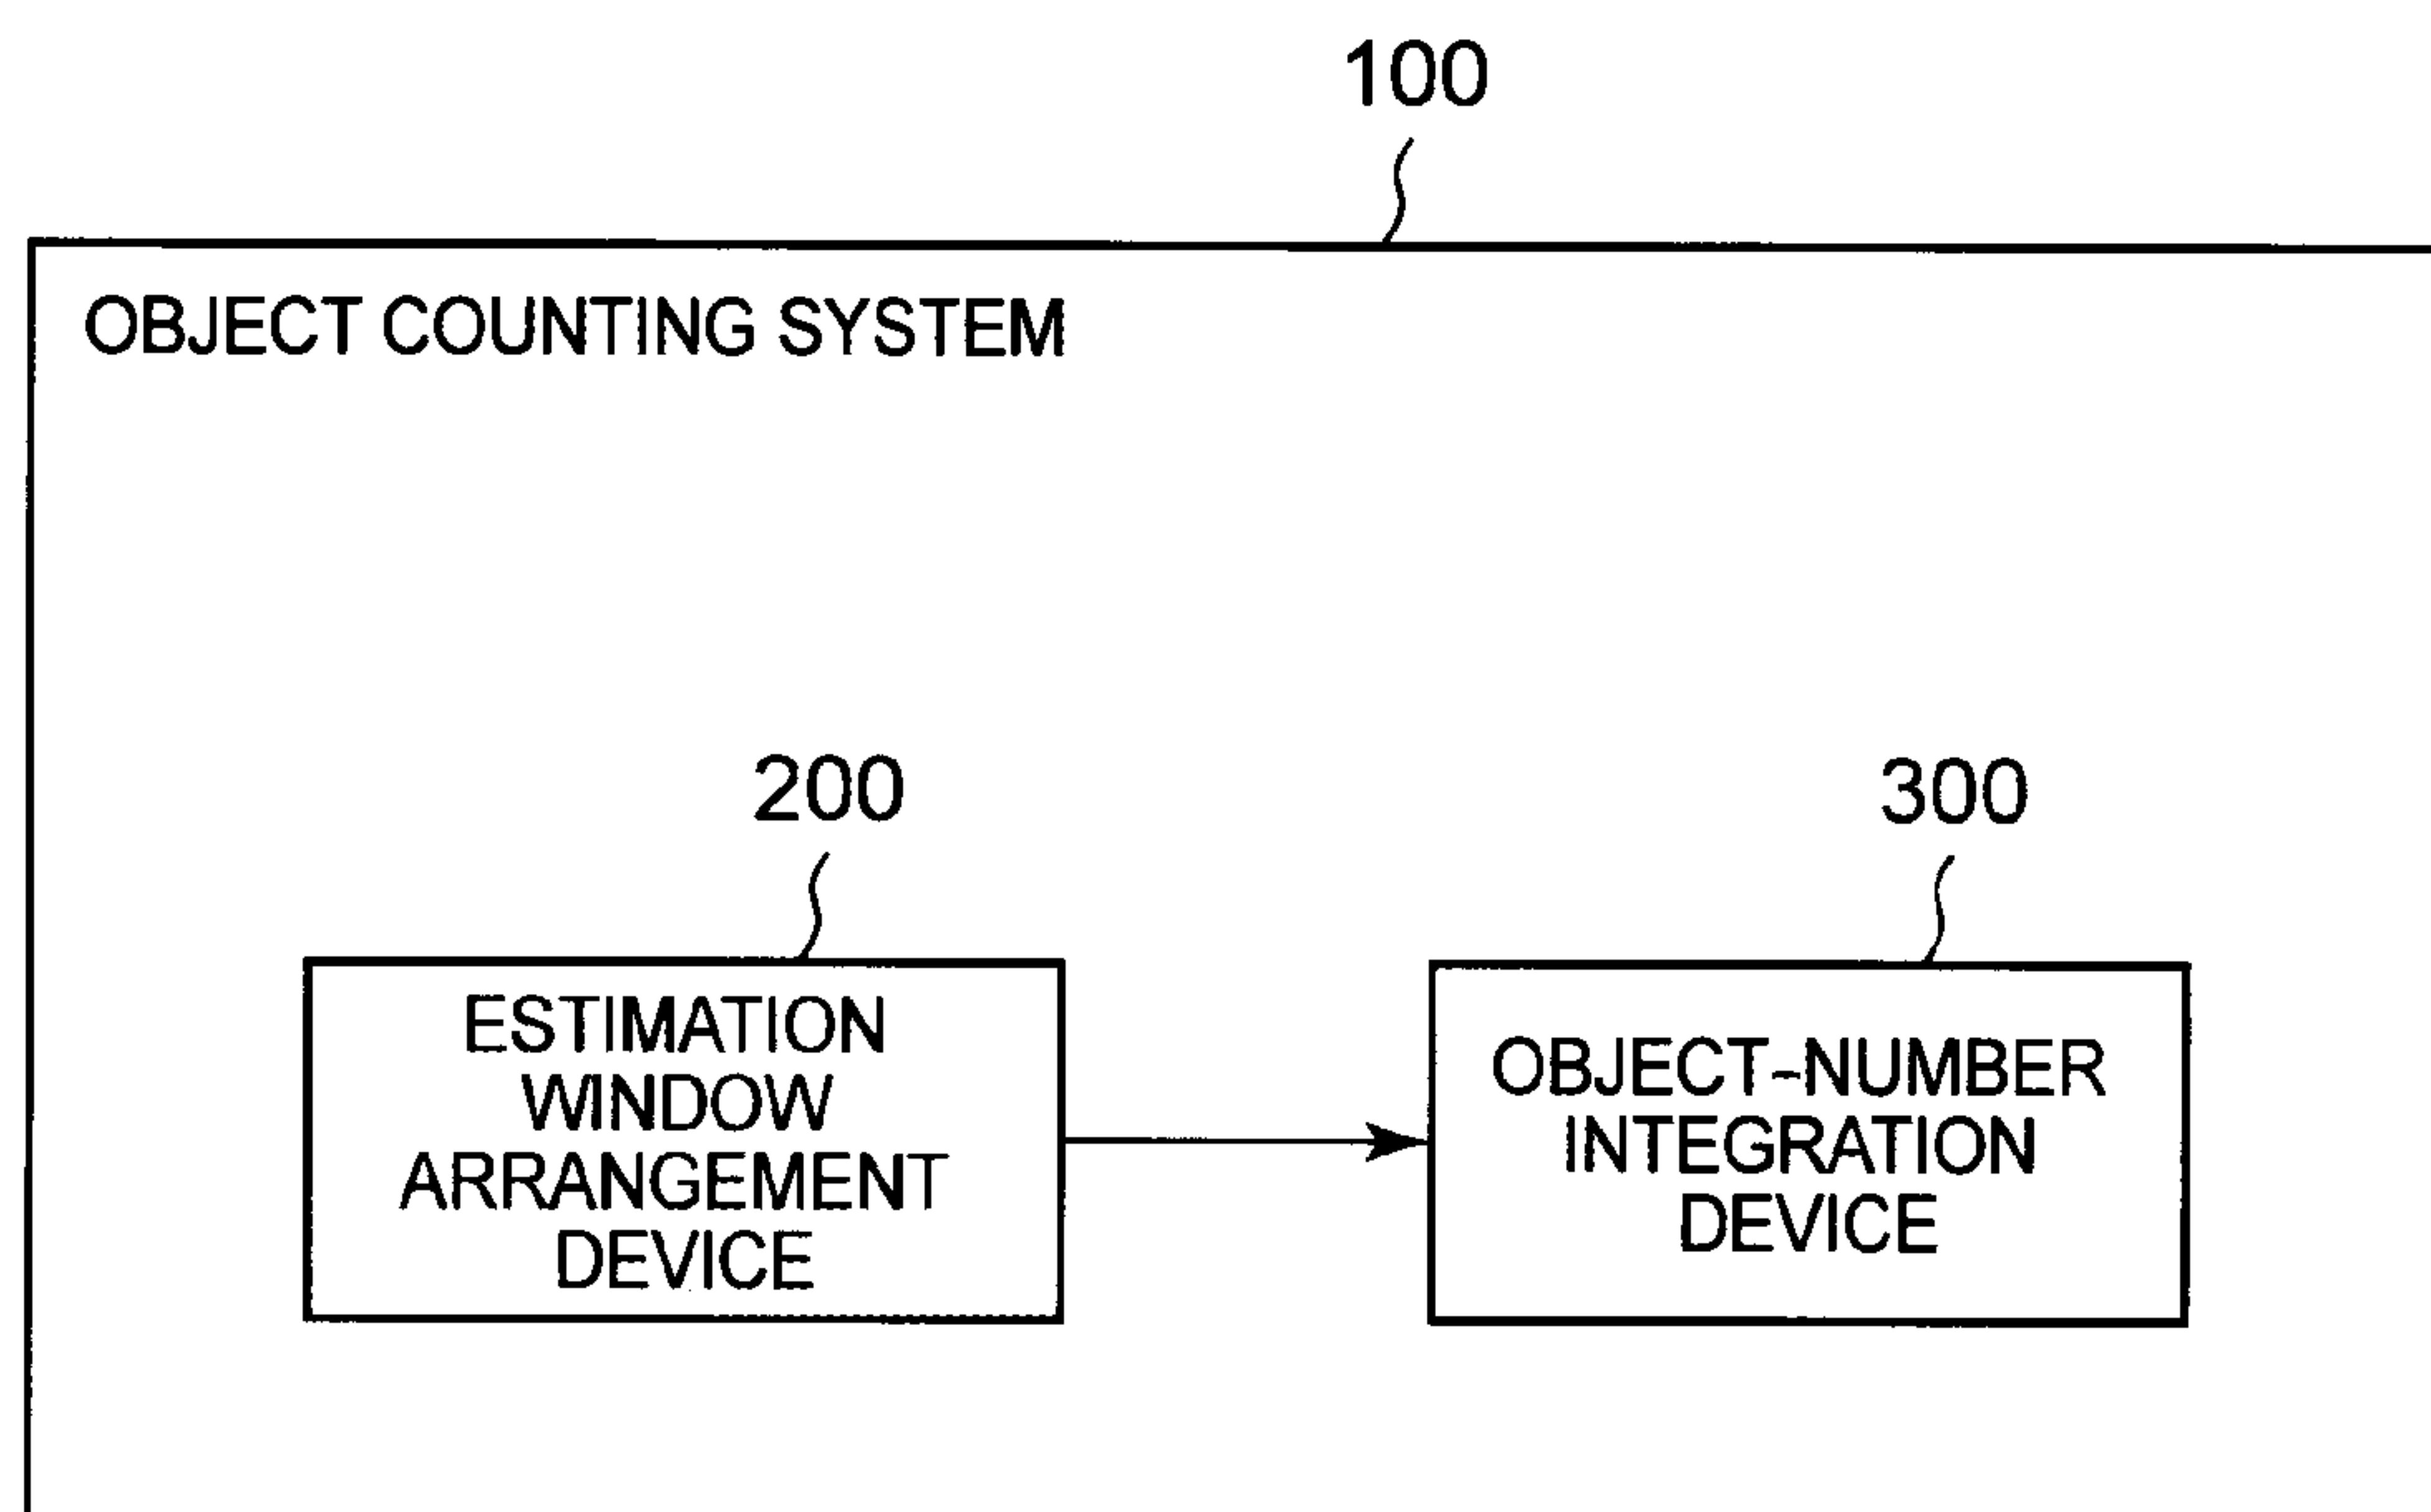 100
OBJECT COUNTING SYSTEM
200
300
ESTIMATION
WINDOW
ARRANGEMENT
DEVICE
OBJECT-NUMBER
INTEGRATION
DEVICE